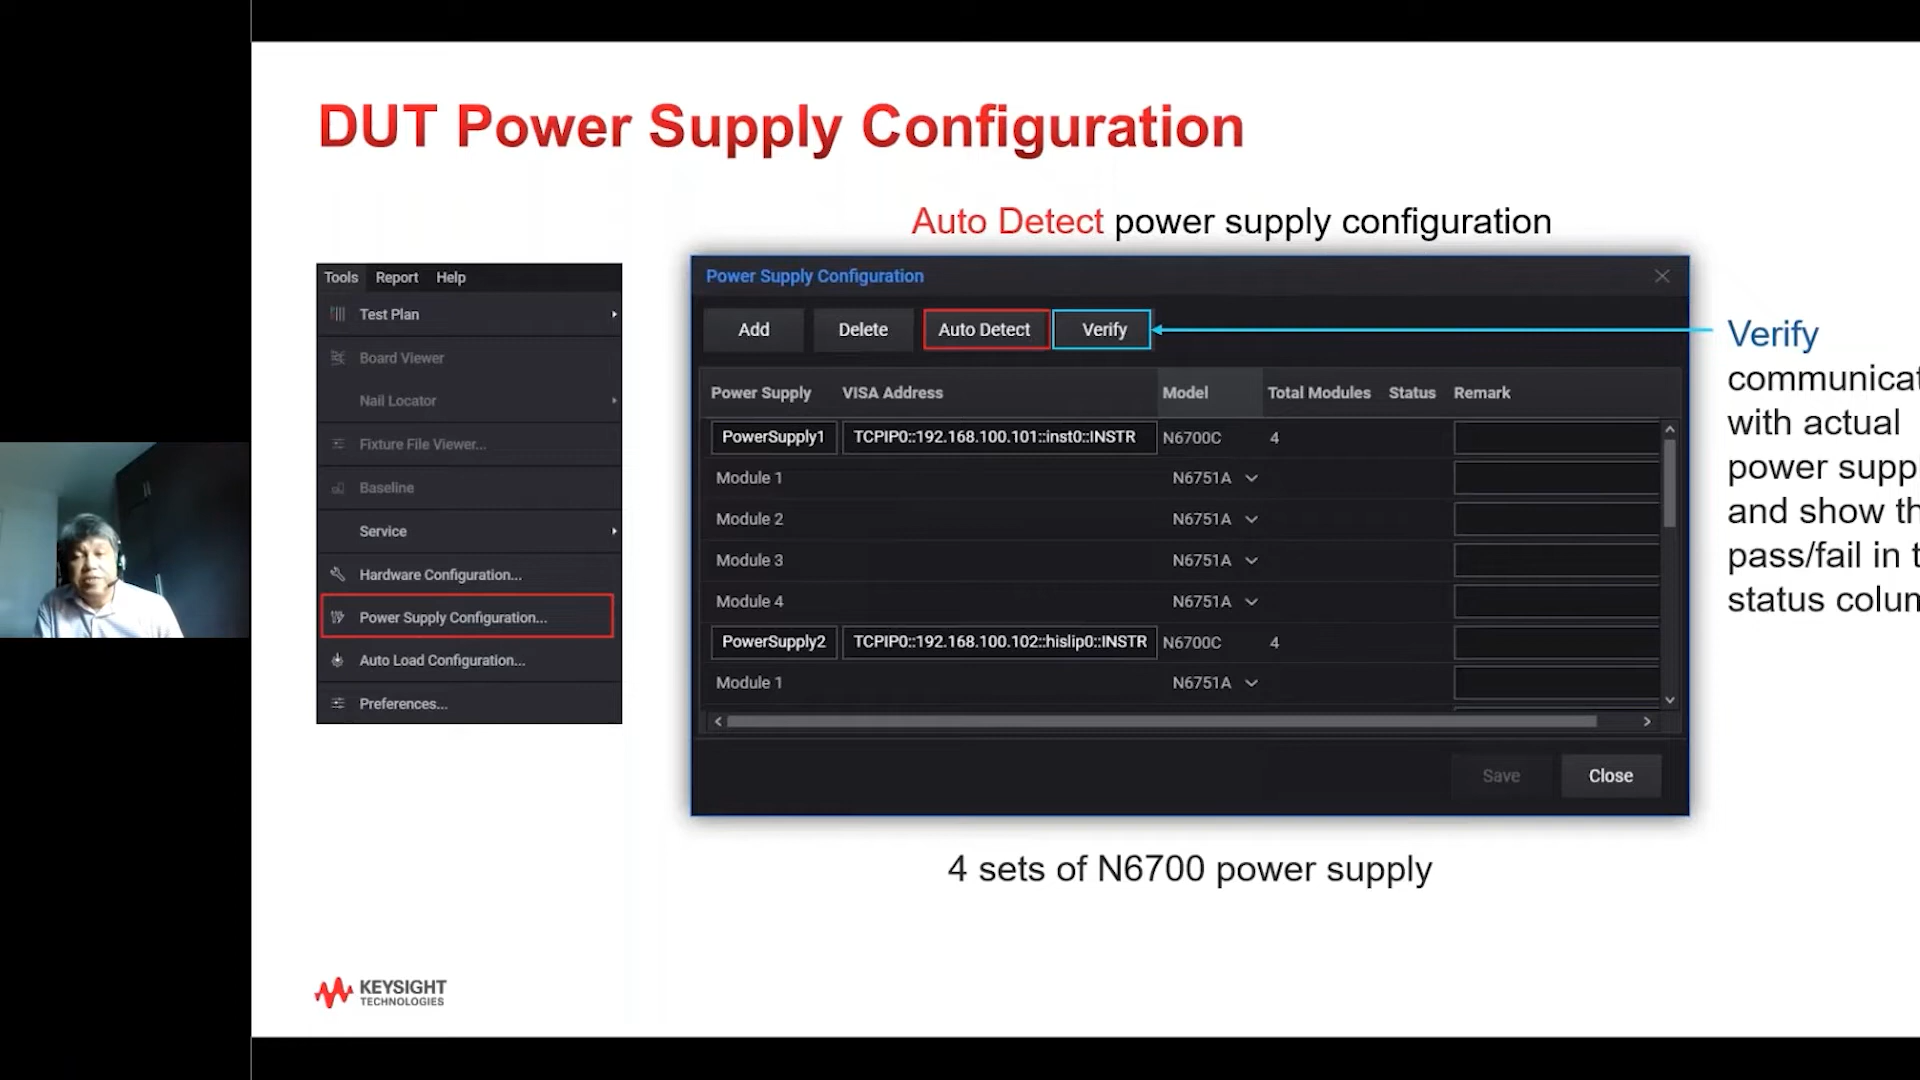 DUT Power Supply Configuration
Auto Detect power supply configuration
Tools Report Help
Test Plan
Board Viewer
Nail Locator
Fixture File Viewer...
Baseline
Service
Hardware Configuration...
Power Supply Configuration...
Auto Load Configuration...
Preferences...
Power Supply Configuration
Add Delete Auto Detect Verify
Power Supply VISA Address Model Total Modules Status Remark
PowerSupply1 TCPIP0::192.168.100.101::inst0::INSTR N6700C 4
Module 1 N6751A
Module 2 N6751A
Module 3 N6751A
Module 4 N6751A
PowerSupply2 TCPIP0::192.168.100.102::hislip0::INSTR N6700C 4
Module 1 N6751A
Save Close
Verify
with actual
power
and show
pass/fail in
status
4 sets of N6700 power supply
KEYSIGHT
TECHNOLOGIES